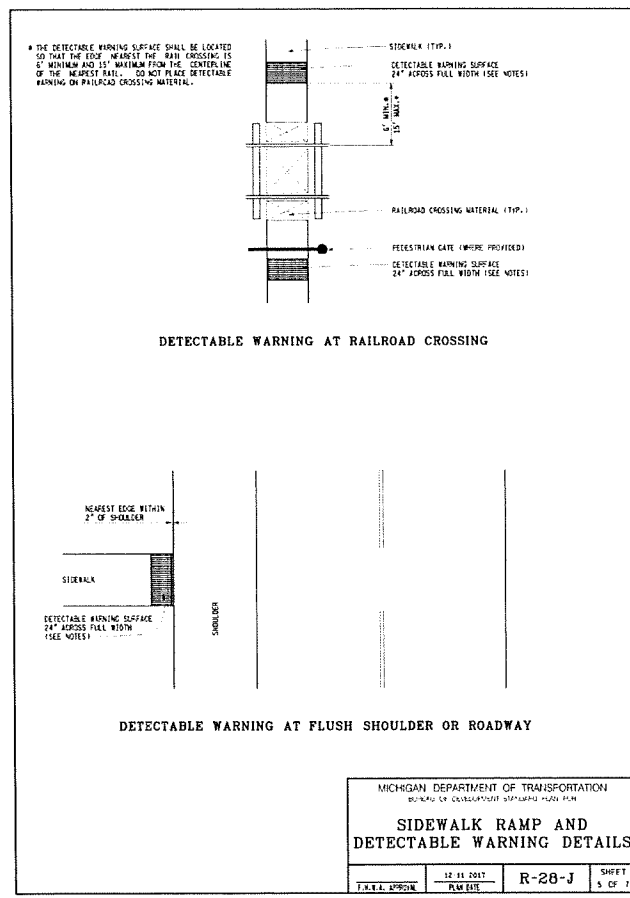 * THE DETECTABLE WARNING SURFACE SHALL BE LOCATED
SO THAT THE EDGE NEAREST THE RAIL CROSSING IS
6' MINIMUM AND 15' MAXIMUM FROM THE CENTERLINE
OF THE NEAREST RAIL. DO NOT PLACE DETECTABLE
WARNING ON RAILROAD CROSSING MATERIAL.
SIDEWALK (TYP.)
DETECTABLE WARNING SURFACE
24" ACROSS FULL WIDTH (SEE NOTES)
6' MIN.*
15' MAX.*
RAILROAD CROSSING MATERIAL (TYP.)
PEDESTRIAN GATE (WHERE PROVIDED)
DETECTABLE WARNING SURFACE
24" ACROSS FULL WIDTH (SEE NOTES)
DETECTABLE WARNING AT RAILROAD CROSSING
NEAREST EDGE WITHIN
2" OF SHOULDER
SIDEWALK
DETECTABLE WARNING SURFACE
24" ACROSS FULL WIDTH
(SEE NOTES)
SHOULDER
DETECTABLE WARNING AT FLUSH SHOULDER OR ROADWAY
MICHIGAN DEPARTMENT OF TRANSPORTATION
BUREAU OF DEVELOPMENT STANDARD PLAN FOR
SIDEWALK RAMP AND
DETECTABLE WARNING DETAILS
F.H.W.A. APPROVAL
12-11-2017
PLAN DATE
R-28-J
SHEET
5 OF 7